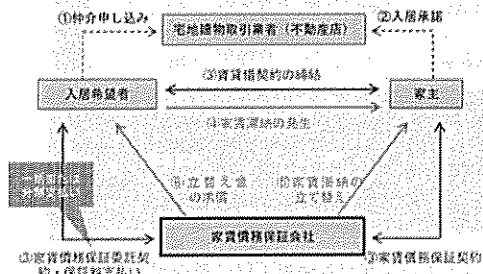 ①仲介申し込み
②入居承諾
宅地建物取引業者（不動産店）
③賃貸借契約の締結
入居希望者
家主
④家賃滞納の発生
⑥立替え金
の求償
⑤家賃滞納の
立て替え
家賃債務保証会社
③家賃債務保証委託契
約・保証料支払い
③家賃債務保証契約